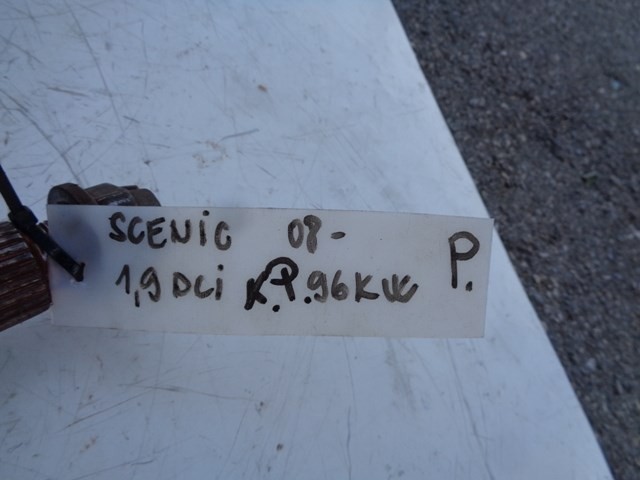 SCENIC 08- P.
1,9 DCi K.P. 96KW